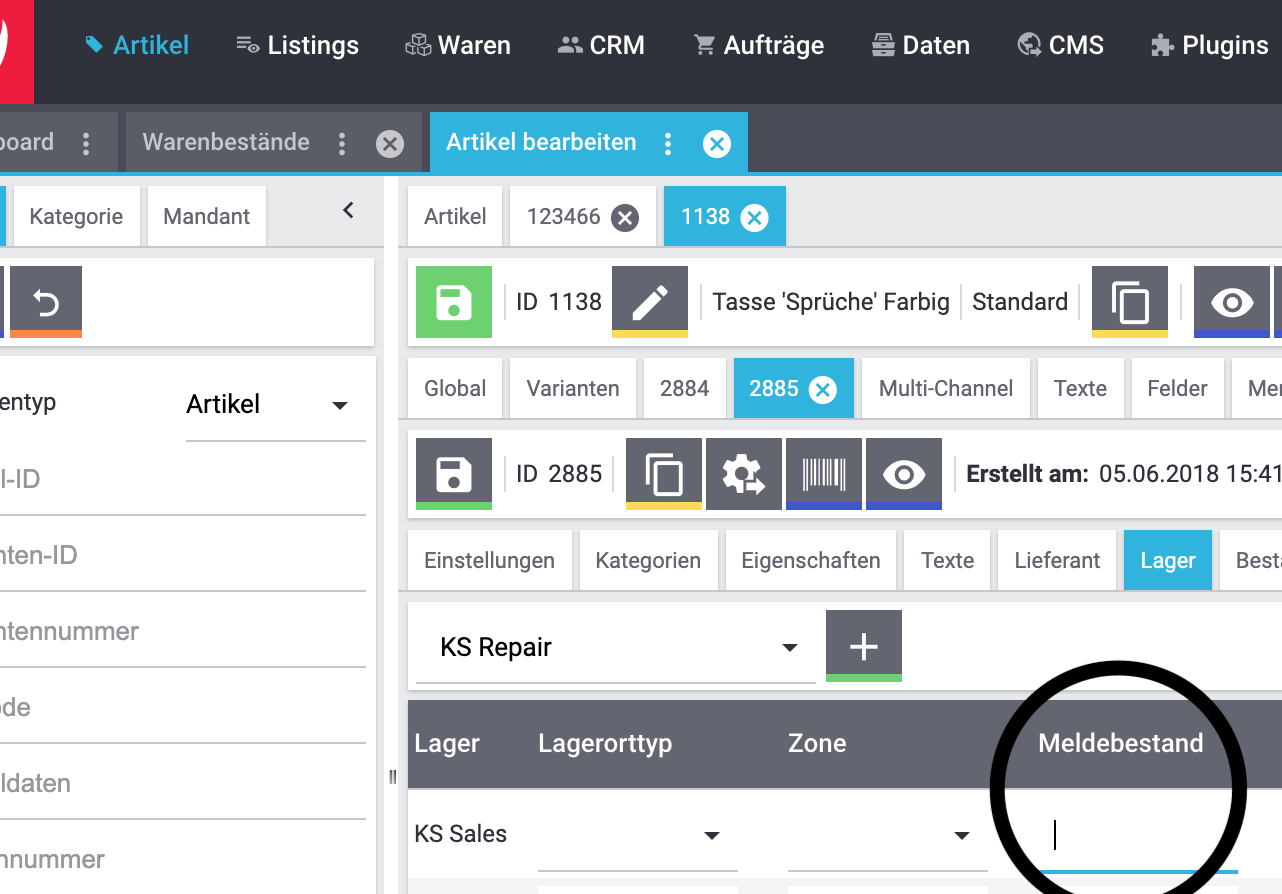 Artikel Listings Waren CRM Aufträge Daten CMS Plugins
board Warenbestände Artikel bearbeiten
Kategorie Mandant Artikel 123466 1138
ID 1138 Tasse 'Sprüche' Farbig Standard
entyp Artikel Global Varianten 2884 2885 Multi-Channel Texte Felder Mer
l-ID ID 2885 Erstellt am: 05.06.2018 15:41
nten-ID Einstellungen Kategorien Eigenschaften Texte Lieferant Lager Besta
ntennummer KS Repair
ode
Lager Lagerorttyp Zone Meldebestand
ldaten
KS Sales
nnummer